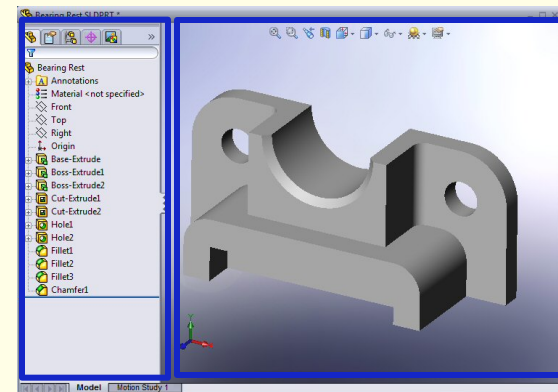 Bearing Rest.SLDPRT *
Bearing Rest
Annotations
Material <not specified>
Front
Top
Right
Origin
Base-Extrude
Boss-Extrude1
Boss-Extrude2
Cut-Extrude1
Cut-Extrude2
Hole1
Hole2
Fillet1
Fillet2
Fillet3
Chamfer1
Y
Model Motion Study 1